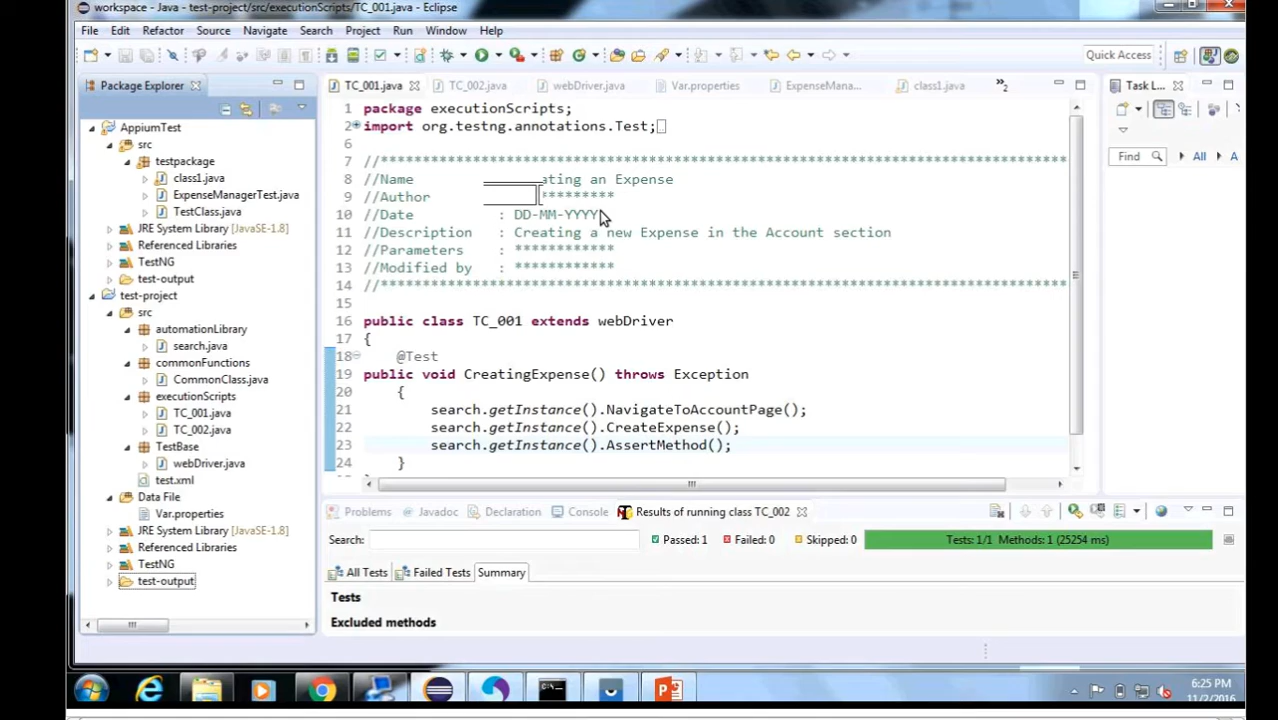 workspace - Java - test-project/src/executionScripts/TC_001.java - Eclipse
File Edit Refactor Source Navigate Search Project Run Window Help
Quick Access
Package Explorer
TC_001.java TC_002.java webDriver.java Var.properties ExpenseMana... class1.java »2
Task L...
Find All A
AppiumTest
src
testpackage
class1.java
ExpenseManagerTest.java
TestClass.java
JRE System Library [JavaSE-1.8]
Referenced Libraries
TestNG
test-output
test-project
src
automationLibrary
search.java
commonFunctions
CommonClass.java
executionScripts
TC_001.java
TC_002.java
TestBase
webDriver.java
test.xml
Data File
Var.properties
JRE System Library [JavaSE-1.8]
Referenced Libraries
TestNG
test-output
1 package executionScripts;
2 import org.testng.annotations.Test;
6
7 //************************************************************************************
8 //Name ating an Expense
9 //Author *********
10 //Date : DD-MM-YYYY
11 //Description : Creating a new Expense in the Account section
12 //Parameters : ************
13 //Modified by : ************
14 //************************************************************************************
15
16 public class TC_001 extends webDriver
17 {
18 @Test
19 public void CreatingExpense() throws Exception
20 {
21 search.getInstance().NavigateToAccountPage();
22 search.getInstance().CreateExpense();
23 search.getInstance().AssertMethod();
24 }
Problems Javadoc Declaration Console Results of running class TC_002
Search: Passed: 1 Failed: 0 Skipped: 0 Tests: 1/1 Methods: 1 (25254 ms)
All Tests Failed Tests Summary
Tests
Excluded methods
6:25 PM
11/2/2016